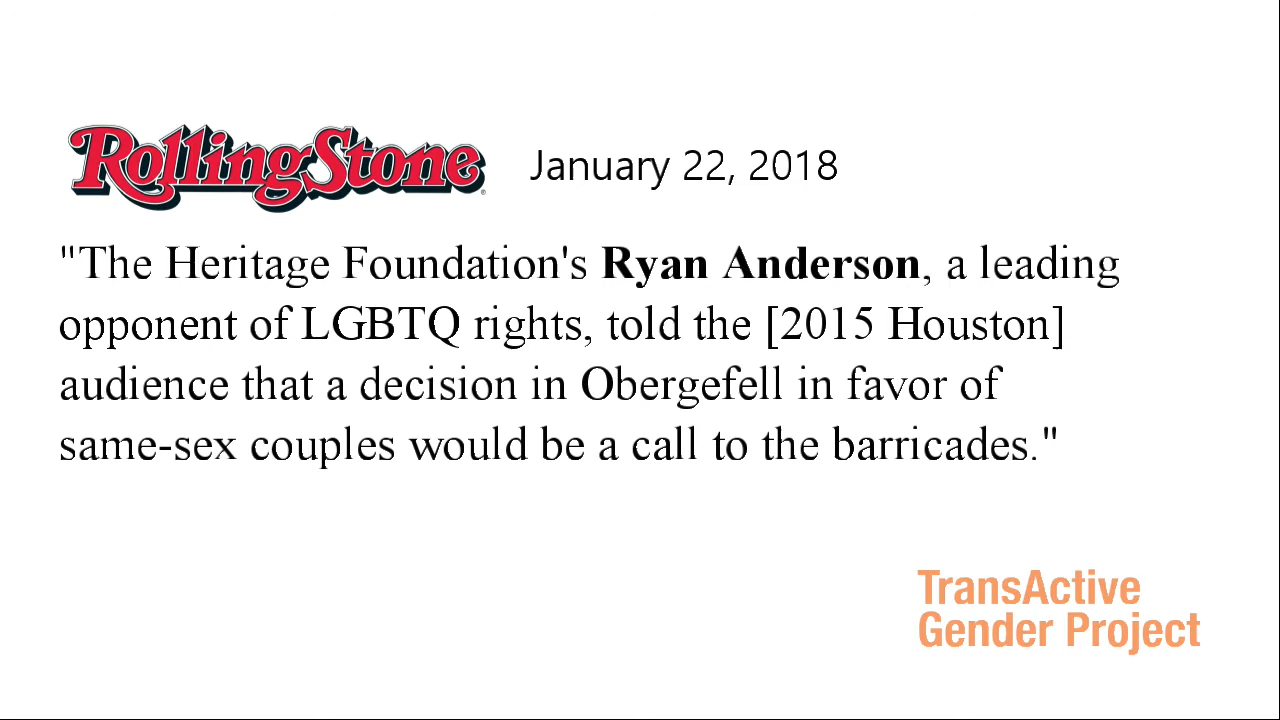 RollingStone January 22, 2018
"The Heritage Foundation's Ryan Anderson, a leading
opponent of LGBTQ rights, told the [2015 Houston]
audience that a decision in Obergefell in favor of
same-sex couples would be a call to the barricades."
TransActive
Gender Project